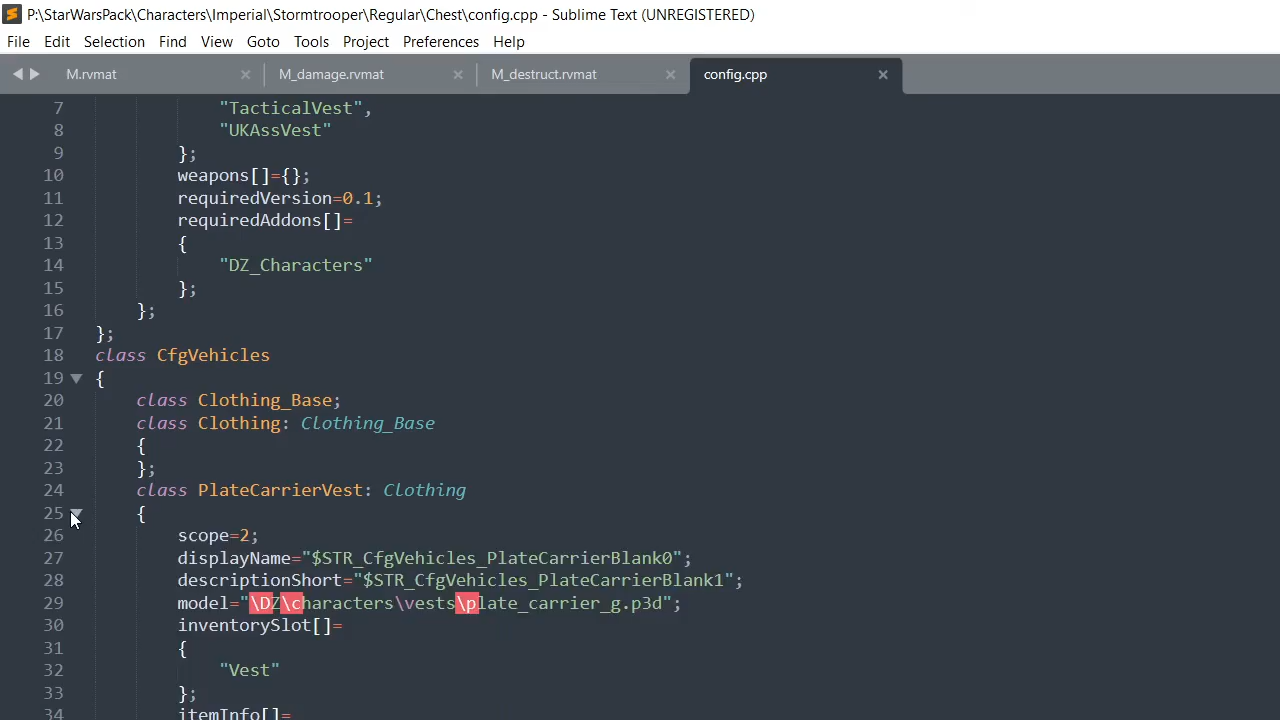 P:\StarWarsPack\Characters\Imperial\Stormtrooper\Regular\Chest\config.cpp - Sublime Text (UNREGISTERED)
File Edit Selection Find View Goto Tools Project Preferences Help
M.rvmat × M_damage.rvmat × M_destruct.rvmat × config.cpp ×
7 "TacticalVest",
8 "UKAssVest"
9 };
10 weapons[]={};
11 requiredVersion=0.1;
12 requiredAddons[]=
13 {
14 "DZ_Characters"
15 };
16 };
17 };
18 class CfgVehicles
19 {
20 class Clothing_Base;
21 class Clothing: Clothing_Base
22 {
23 };
24 class PlateCarrierVest: Clothing
25 {
26 scope=2;
27 displayName="$STR_CfgVehicles_PlateCarrierBlank0";
28 descriptionShort="$STR_CfgVehicles_PlateCarrierBlank1";
29 model="\DZ\characters\vests\plate_carrier_g.p3d";
30 inventorySlot[]=
31 {
32 "Vest"
33 };
34 itemInfo[]=